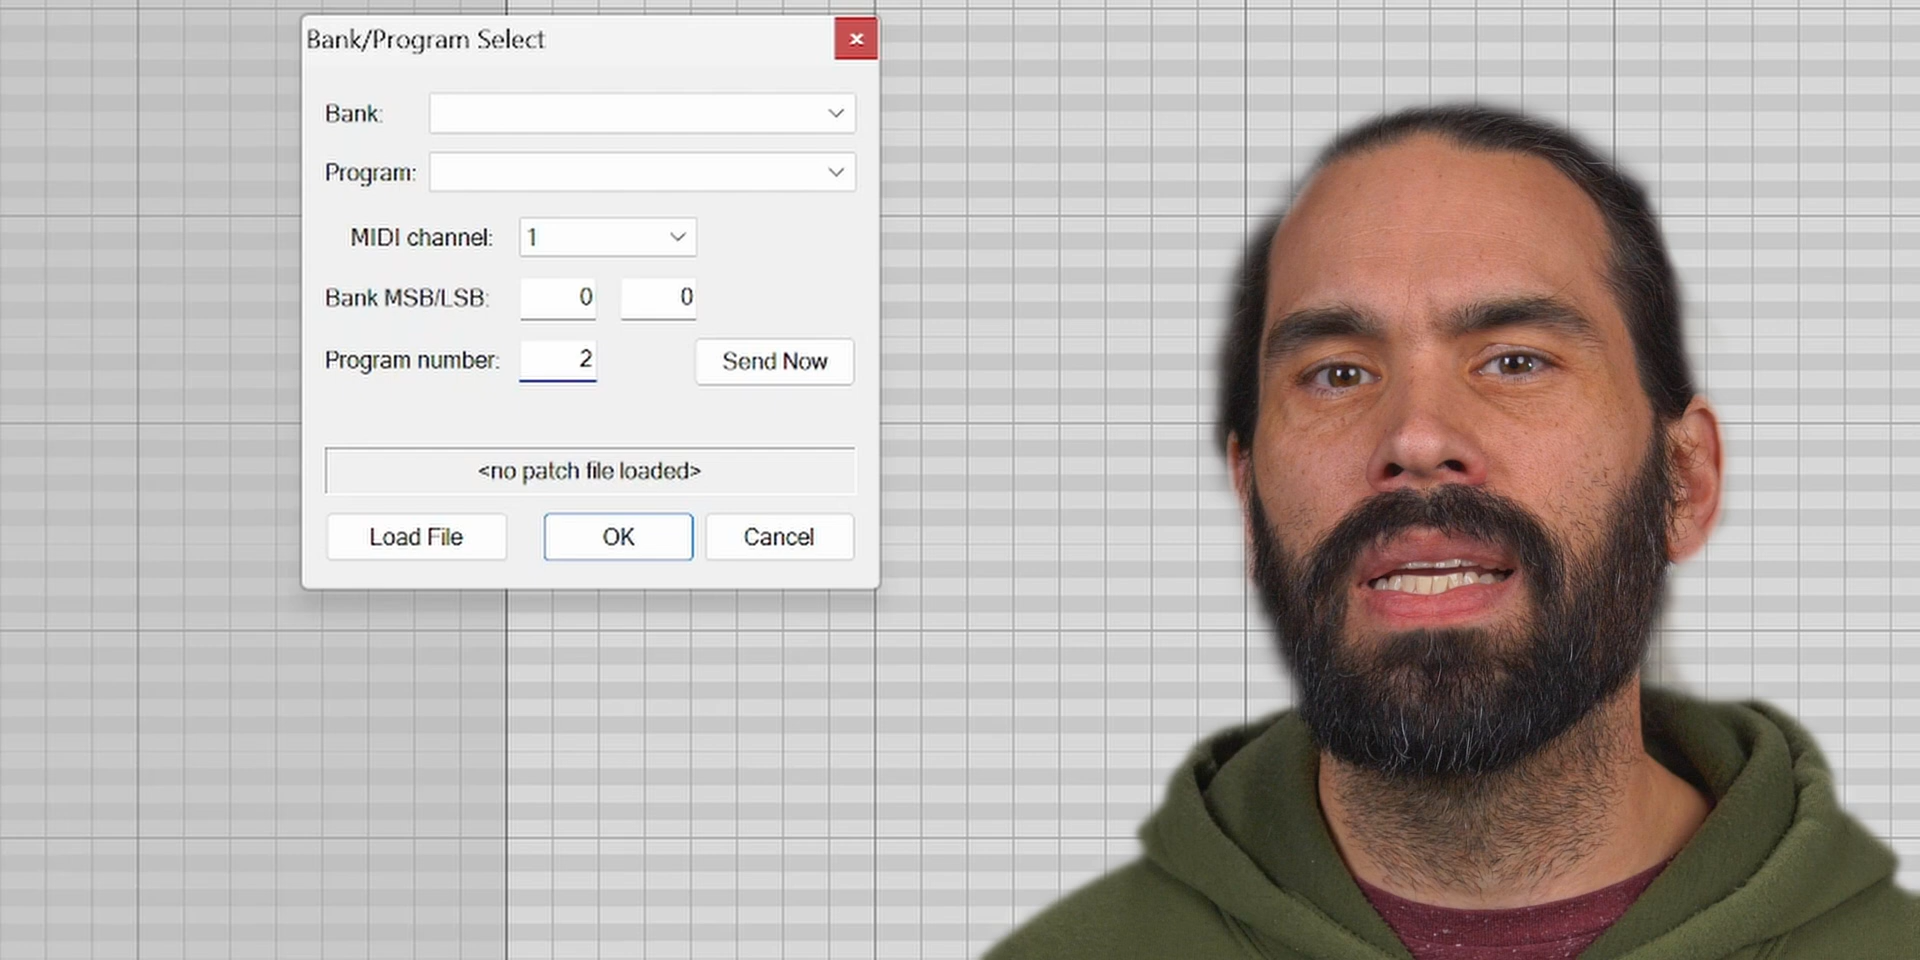 Bank/Program Select
Bank:
Program:
MIDI channel: 1
Bank MSB/LSB: 0 0
Program number: 2 Send Now
<no patch file loaded>
Load File OK Cancel